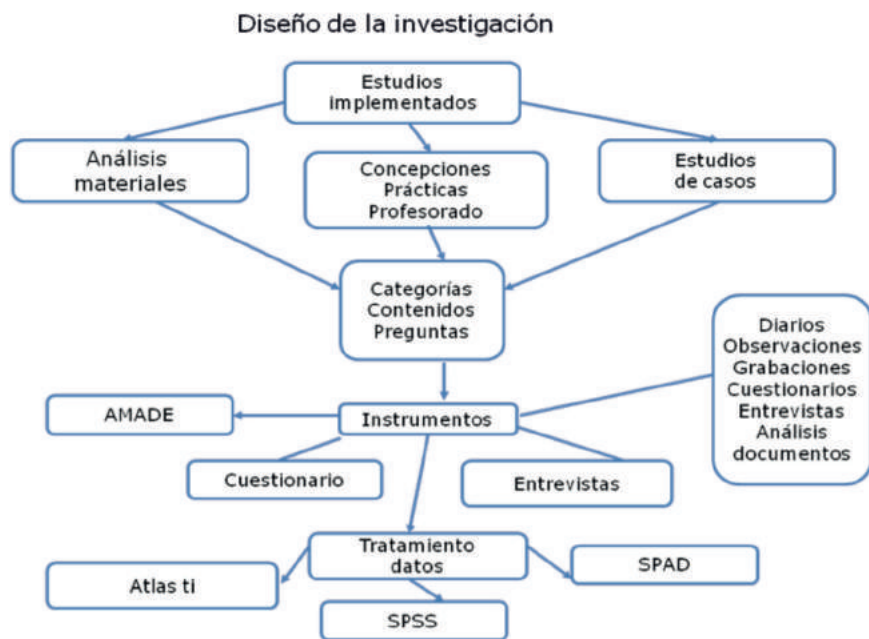 Diseño de la investigación
Estudios
implementados
Análisis
materiales
Concepciones
Prácticas
Profesorado
Estudios
de casos
Categorías
Contenidos
Preguntas
Diarios
Observaciones
Grabaciones
Cuestionarios
Entrevistas
Análisis
documentos
AMADE
Instrumentos
Cuestionario
Entrevistas
Tratamiento
datos
Atlas ti
SPAD
SPSS